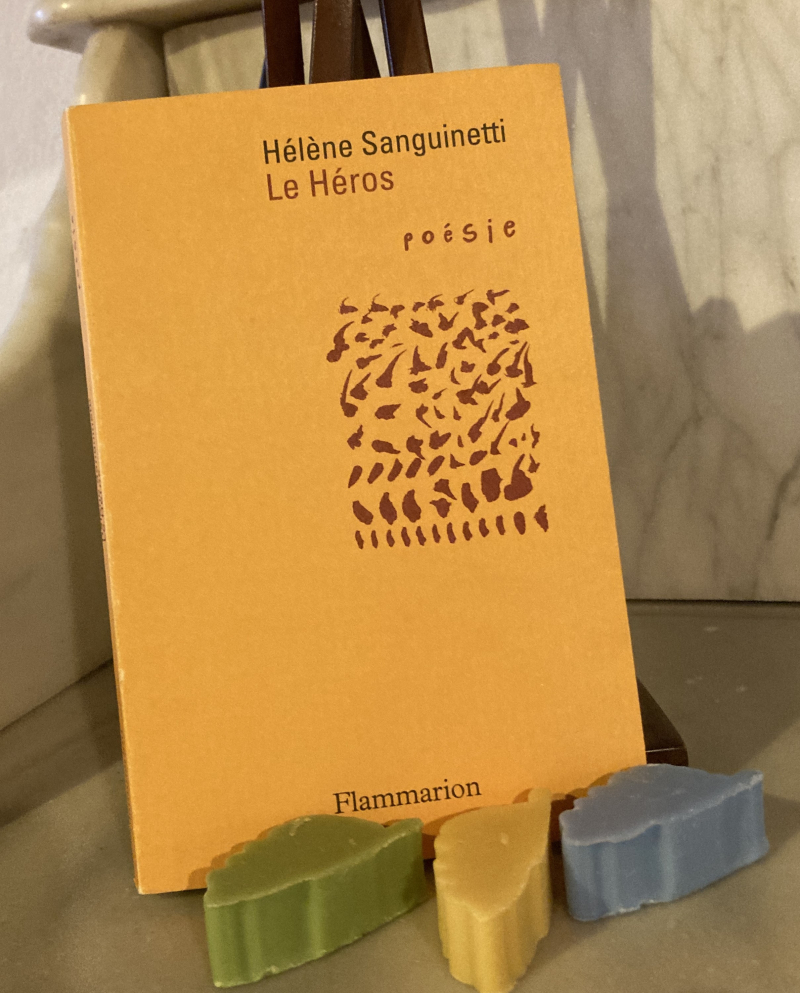 Hélène Sanguinetti
Le Héros
poésie
Flammarion